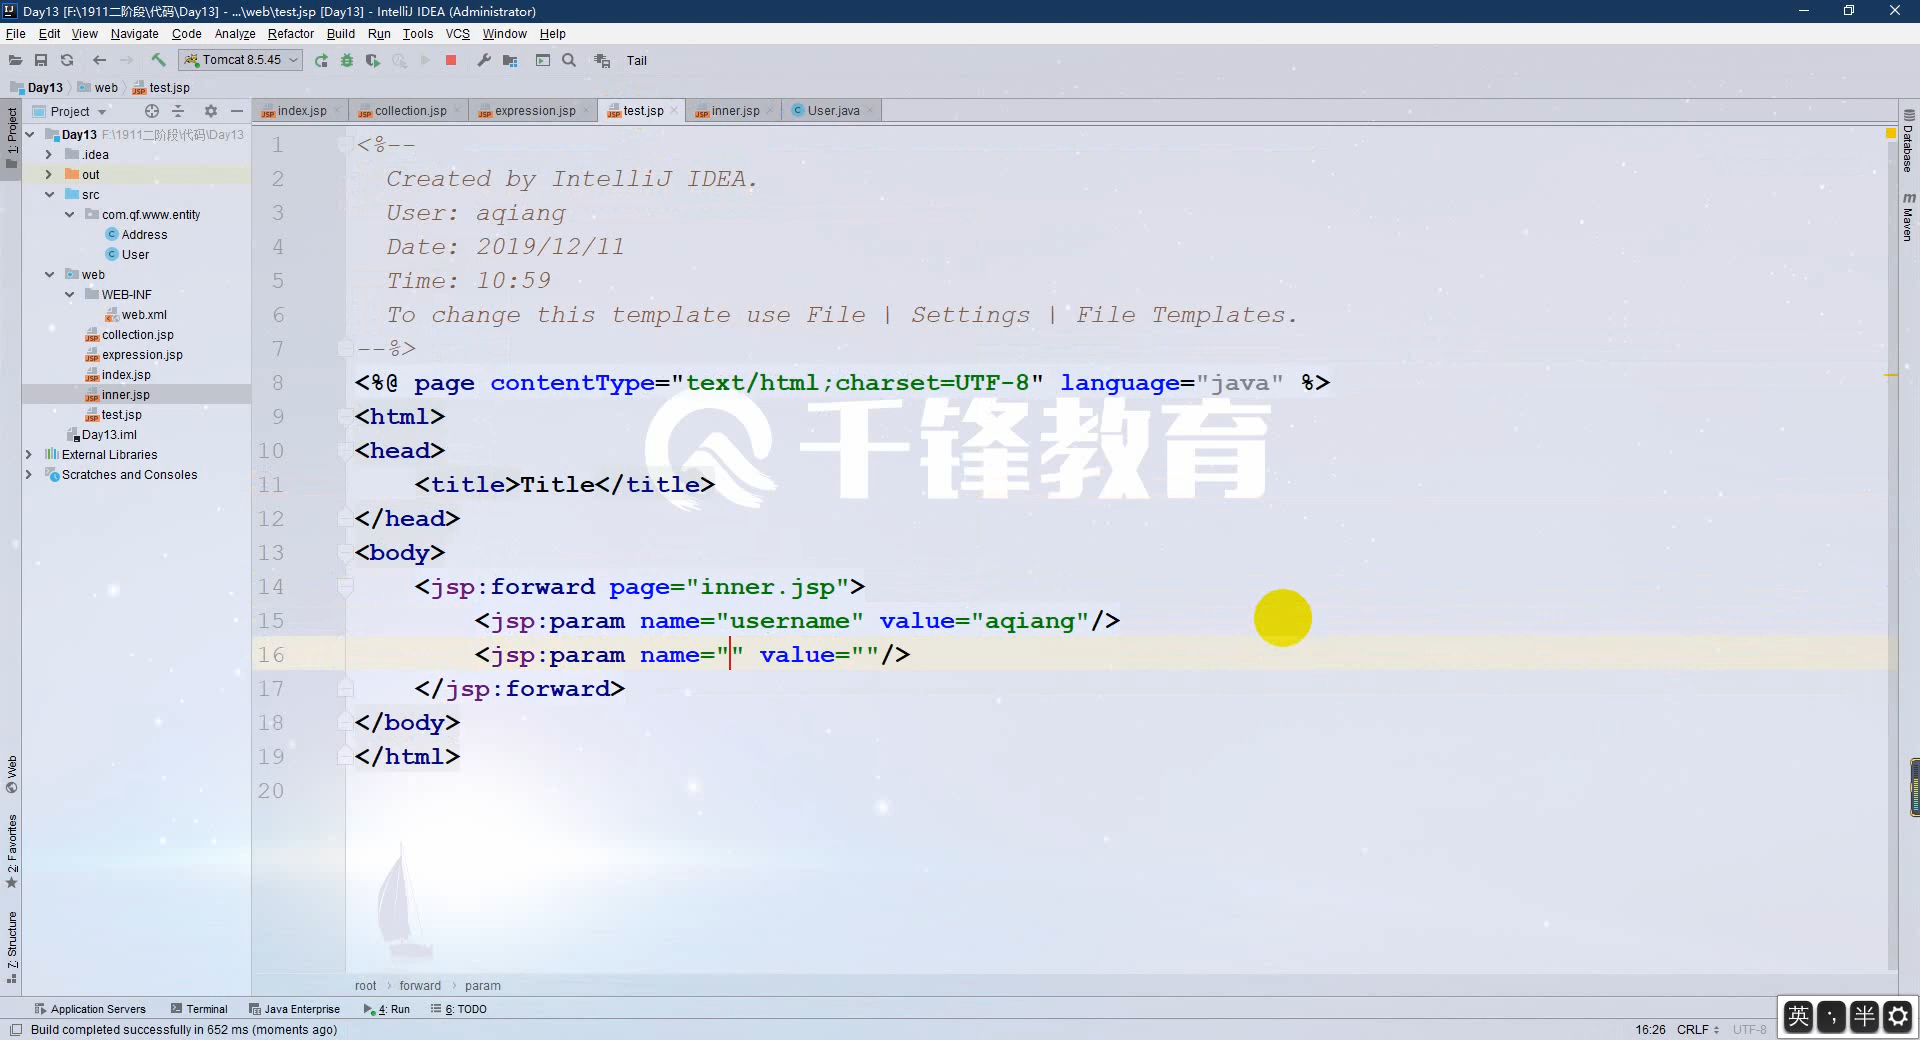 Day13 [F:\1911二阶段\代码\Day13] - ...\web\test.jsp [Day13] - IntelliJ IDEA (Administrator)
File Edit View Navigate Code Analyze Refactor Build Run Tools VCS Window Help
Tomcat 8.5.45
Tail
Day13 web test.jsp
Project
index.jsp collection.jsp expression.jsp test.jsp inner.jsp User.java
1: Project
Day13 F:\1911二阶段\代码\Day13
.idea
out
src
com.qf.www.entity
Address
User
web
WEB-INF
web.xml
collection.jsp
expression.jsp
index.jsp
inner.jsp
test.jsp
Day13.iml
External Libraries
Scratches and Consoles
Web
2: Favorites
7: Structure
1 <%--
2 Created by IntelliJ IDEA.
3 User: aqiang
4 Date: 2019/12/11
5 Time: 10:59
6 To change this template use File | Settings | File Templates.
7 --%>
8 <%@ page contentType="text/html;charset=UTF-8" language="java" %>
9 <html>
10 <head>
11 <title>Title</title>
12 </head>
13 <body>
14 <jsp:forward page="inner.jsp">
15 <jsp:param name="username" value="aqiang"/>
16 <jsp:param name="" value=""/>
17 </jsp:forward>
18 </body>
19 </html>
20
千锋教育
Database
Maven
root forward param
Application Servers Terminal Java Enterprise 4: Run 6: TODO
Build completed successfully in 652 ms (moments ago)
16:26 CRLF UTF-8
英 半